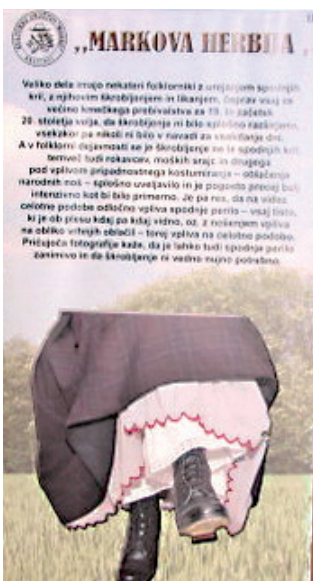 „MARKOVA HERBIJA
Veliko dela imajo nekateri folklorniki z urejanjem spodnjih
kril, z njihovim škrobljenjem in likanjem, čeprav vsaj za
večino kmečkega prebivalstva za 19. in začetek
20. stoletja velja, da škrobljenje ni bilo splošno razširjeno,
vsekakor pa nikoli ni bilo v navadi za vsakdanje dni.
A v folklorni dejavnosti se je škrobljenje ne le spodnjih kril,
temveč tudi rokavcev, moških srajc in drugega
pod vplivom pripadnostnega kostumiranja – oblačenja
narodnih noš – splošno uveljavilo in je pogosto precej bolj
intenzivno kot bi bilo primerno. Je pa res, da na videz
celotne podobe odločno vpliva spodnje perilo – vsaj tisto,
ki je ob plesu kdaj pa kdaj vidno, oz. z nošenjem vpliva
na obliko vrhnjih oblačil – torej vpliva na celotno podobo.
Pričujoča fotografija kaže, da je lahko tudi spodnje perilo
zanimivo in da škrobljenje ni vedno nujno potrebno.